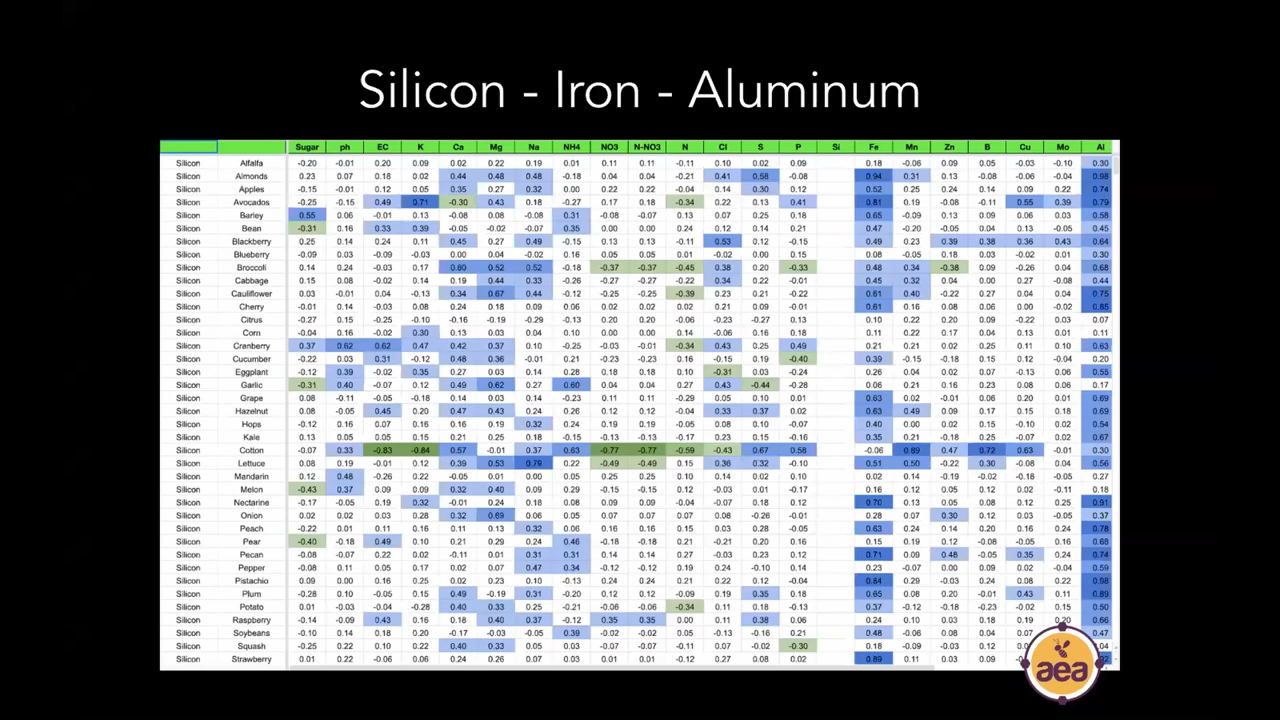 Silicon - Iron - Aluminum
Sugar ph EC K Ca Mg Na NH4 NO3 N-NO3 N Cl S P Si Fe Mn Zn B Cu Mo Al
Silicon Alfalfa -0.20 -0.01 0.20 0.09 0.02 0.22 0.19 0.01 0.11 0.11 -0.11 0.10 0.02 0.09 0.18 -0.06 0.09 0.05 -0.03 -0.10 0.30
Silicon Almonds 0.23 0.07 0.18 0.02 0.44 0.48 0.48 -0.18 0.04 0.04 -0.21 0.41 0.58 -0.08 0.94 0.31 0.13 -0.08 -0.06 -0.04 0.98
Silicon Apples -0.15 -0.01 0.12 0.05 0.35 0.27 0.32 0.00 0.22 0.22 -0.04 0.14 0.30 0.12 0.52 0.25 0.24 0.14 0.09 0.22 0.74
Silicon Avocados -0.25 -0.15 0.49 0.71 -0.30 0.43 0.18 -0.27 0.17 0.18 -0.34 0.22 0.13 0.41 0.81 0.19 -0.08 -0.11 0.55 0.39 0.79
Silicon Barley 0.55 0.06 -0.01 0.13 -0.08 0.08 -0.08 0.31 -0.08 -0.08 0.13 0.07 0.25 0.18 0.65 -0.09 0.13 0.09 0.06 0.06 0.58
Silicon Bean -0.31 0.16 0.33 0.39 -0.05 -0.02 -0.07 0.35 0.00 0.00 0.24 0.12 0.14 0.21 0.47 -0.20 -0.05 0.04 0.13 -0.05 0.45
Silicon Blackberry 0.25 0.14 0.24 0.11 0.45 0.27 0.49 -0.15 0.13 0.13 -0.11 0.53 0.12 -0.15 0.49 0.23 0.39 0.38 0.36 0.43 0.64
Silicon Blueberry -0.09 0.03 -0.09 -0.03 0.00 0.04 -0.02 0.16 0.05 0.06 0.01 -0.02 0.00 0.15 0.08 -0.05 0.18 0.03 -0.02 0.01 0.30
Silicon Broccoli 0.14 0.24 -0.03 0.17 0.60 0.52 0.52 -0.18 -0.37 -0.37 -0.45 0.38 0.20 -0.33 0.48 0.34 -0.38 0.09 -0.26 0.04 0.68
Silicon Cabbage 0.15 0.08 -0.02 0.14 0.19 0.44 0.33 -0.26 -0.27 -0.27 -0.22 0.34 0.22 -0.01 0.45 0.32 0.04 0.00 0.07 -0.08 0.44
Silicon Cauliflower 0.03 -0.01 0.04 -0.13 0.34 0.67 0.44 -0.12 -0.25 -0.25 -0.39 0.23 0.21 -0.22 0.61 0.40 -0.22 0.27 0.04 0.04 0.75
Silicon Cherry -0.01 0.14 -0.03 0.08 0.24 0.18 0.09 0.06 0.02 0.02 0.02 0.21 0.09 -0.01 0.61 0.16 0.08 0.06 0.00 -0.02 0.85
Silicon Citrus -0.27 0.15 -0.25 -0.10 -0.16 -0.19 -0.29 -0.13 0.20 0.20 -0.06 -0.23 -0.27 0.13 0.10 0.22 0.20 0.09 -0.22 0.03 0.07
Silicon Corn -0.04 0.16 -0.02 0.30 0.13 0.03 0.04 0.10 0.00 0.00 0.14 -0.06 0.16 0.18 0.11 0.22 0.17 0.04 0.13 0.01 0.11
Silicon Cranberry 0.37 0.62 0.62 0.47 0.42 0.37 0.10 -0.25 -0.03 -0.01 -0.34 0.43 0.25 0.49 0.21 0.21 0.02 0.25 0.11 0.10 0.63
Silicon Cucumber -0.22 0.03 0.31 -0.12 0.48 0.36 -0.01 0.21 -0.23 -0.23 0.16 -0.15 0.19 -0.40 0.39 -0.15 -0.18 0.15 0.12 -0.04 0.20
Silicon Eggplant -0.12 0.39 -0.02 0.35 0.27 0.02 0.14 0.28 0.18 0.18 0.10 -0.31 -0.03 -0.24 0.26 0.04 0.02 0.07 -0.13 0.06 0.55
Silicon Garlic -0.31 0.40 -0.07 0.12 0.49 0.62 0.27 0.60 0.04 0.04 0.27 0.43 -0.44 -0.28 0.06 0.21 0.16 0.23 0.08 0.06 0.17
Silicon Grape 0.08 -0.11 -0.05 -0.18 0.14 0.03 0.14 -0.23 0.11 0.11 -0.29 0.05 0.10 0.01 0.63 0.02 -0.01 0.06 0.20 0.01 0.69
Silicon Hazelnut 0.08 -0.05 0.45 0.20 0.47 0.43 0.24 0.26 0.12 0.12 -0.04 0.33 0.37 0.02 0.63 0.49 0.09 0.17 0.15 0.18 0.69
Silicon Hops -0.12 0.16 0.07 0.16 0.16 0.19 0.32 0.24 0.19 0.19 -0.05 0.08 0.10 -0.07 0.40 0.00 0.02 0.14 0.15 -0.10 0.54
Silicon Kale 0.13 0.05 0.05 0.15 0.21 0.25 0.18 -0.15 -0.13 -0.13 -0.17 0.23 0.15 -0.16 0.35 0.21 -0.18 0.25 -0.07 -0.02 0.67
Silicon Cotton -0.07 0.33 -0.83 -0.84 0.57 -0.01 0.37 0.63 -0.77 -0.77 -0.59 -0.43 0.67 0.58 -0.06 0.89 0.47 0.72 0.63 -0.01 0.30
Silicon Lettuce 0.08 0.19 -0.01 0.12 0.39 0.53 0.79 0.22 -0.49 -0.49 0.15 0.36 0.32 -0.10 0.51 0.50 -0.22 0.30 -0.08 0.04 0.56
Silicon Mandarin 0.12 0.48 -0.26 0.22 -0.05 0.01 0.00 0.05 0.25 0.25 0.10 0.14 0.02 0.10 0.02 0.14 -0.19 -0.02 -0.18 -0.05 0.27
Silicon Melon -0.43 0.37 0.09 0.09 0.32 0.40 0.09 0.29 -0.15 -0.15 0.12 -0.03 0.01 -0.17 0.16 0.12 0.05 0.12 0.02 -0.11 0.18
Silicon Nectarine -0.17 -0.05 0.19 0.32 -0.01 0.24 0.18 0.08 0.09 0.09 -0.07 0.04 0.12 -0.09 0.70 0.13 0.05 0.08 0.12 0.25 0.91
Silicon Onion 0.02 0.02 0.03 0.28 0.32 0.69 0.06 0.05 0.07 0.07 0.07 0.08 -0.26 -0.01 0.28 0.07 0.30 0.02 0.13 -0.05 0.37
Silicon Peach -0.22 0.01 0.11 0.16 0.11 0.13 0.32 0.06 0.16 0.16 0.15 0.03 0.28 -0.05 0.63 0.24 0.14 0.20 0.16 -0.02 0.78
Silicon Pear -0.40 -0.18 0.49 0.10 0.21 0.29 0.24 0.46 -0.18 -0.18 0.21 -0.21 0.20 0.16 0.15 0.19 0.12 -0.08 -0.05 0.03 0.68
Silicon Pecan -0.08 -0.07 0.22 0.02 -0.11 0.01 0.31 0.31 0.14 0.14 0.27 -0.03 0.23 0.12 0.71 0.09 0.48 -0.05 0.35 -0.02 0.74
Silicon Pepper -0.08 0.11 0.05 0.17 0.02 0.07 0.47 0.34 -0.12 -0.12 0.19 0.24 -0.10 0.14 0.23 -0.07 0.00 0.02 0.04 -0.04 0.59
Silicon Pistachio 0.09 0.00 0.16 0.25 0.02 0.23 0.10 -0.13 0.24 0.24 0.21 0.22 0.12 -0.04 0.84 0.29 -0.03 0.24 0.08 0.22 0.98
Silicon Plum -0.28 0.10 -0.05 0.15 0.49 -0.19 0.31 -0.20 0.12 0.12 -0.09 0.19 0.35 0.18 0.65 0.08 0.20 -0.04 0.43 0.11 0.89
Silicon Potato 0.01 -0.03 -0.04 -0.28 0.40 0.33 0.25 -0.21 -0.06 -0.06 -0.34 0.11 0.18 -0.13 0.37 -0.12 -0.18 -0.23 -0.02 0.15 0.50
Silicon Raspberry -0.14 -0.09 0.43 0.16 0.18 0.40 0.37 -0.12 0.35 0.35 0.00 0.11 0.38 -0.06 0.24 0.10 0.03 0.18 0.19 0.20 0.66
Silicon Soybeans -0.10 0.14 0.18 0.20 -0.17 -0.03 -0.05 0.39 -0.02 -0.02 0.05 -0.13 -0.16 0.21 0.48 -0.06 0.08 0.04 0.47
Silicon Squash -0.25 0.22 0.10 0.22 0.40 0.33 0.05 0.03 -0.07 -0.07 -0.11 0.07 -0.02 -0.30 0.18 0.12 0.06 0.12
Silicon Strawberry 0.01 0.22 -0.06 0.06 0.24 0.26 0.07 0.03 0.01 0.01 -0.12 0.27 0.08 0.02 0.89 0.11 0.03 0.09
aea